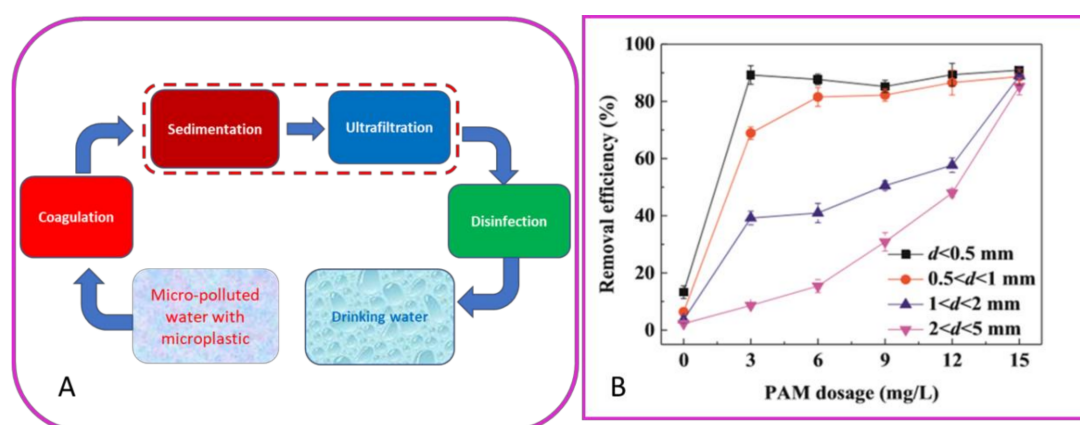 Sedimentation
Ultrafiltration
Coagulation
Disinfection
Micro-polluted
water with
microplastic
Drinking water
A
100
80
60
40
20
0
Removal efficiency (%)
d<0.5 mm
0.5<d<1 mm
1<d<2 mm
2<d<5 mm
0 3 6 9 12 15
PAM dosage (mg/L)
B